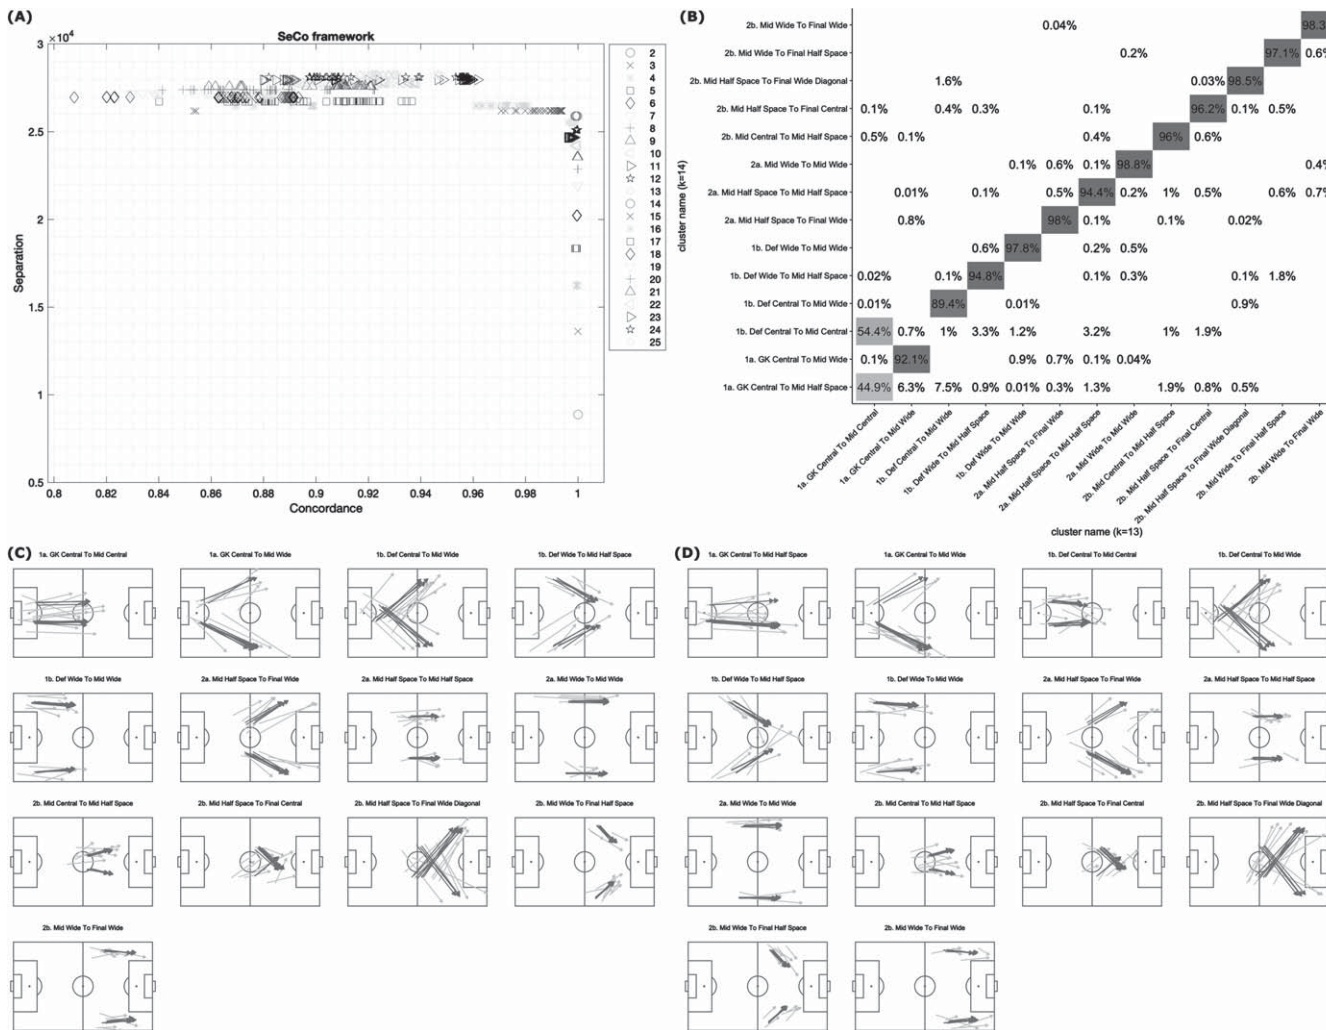 (A)
SeCo framework
×10⁴
3
2.5
2
1.5
1
0.5
0.8
0.82
0.84
0.86
0.88
0.9
0.92
0.94
0.96
0.98
1
Separation
Concordance
2
3
4
5
6
7
8
9
10
11
12
13
14
15
16
17
18
19
20
21
22
23
24
25
(B)
cluster name (k=14)
2b. Mid Wide To Final Wide 0.04% 98.3
2b. Mid Wide To Final Half Space 0.2% 97.1% 0.6%
2b. Mid Half Space To Final Wide Diagonal 1.6% 0.03% 98.5%
2b. Mid Half Space To Final Central 0.1% 0.4% 0.3% 0.1% 96.2% 0.1% 0.5%
2b. Mid Central To Mid Half Space 0.5% 0.1% 0.4% 96% 0.6%
2a. Mid Wide To Mid Wide 0.1% 0.6% 0.1% 98.8% 0.4%
2a. Mid Half Space To Mid Half Space 0.01% 0.1% 0.5% 94.4% 0.2% 1% 0.5% 0.6% 0.7%
2a. Mid Half Space To Final Wide 0.8% 98% 0.1% 0.1% 0.02%
1b. Def Wide To Mid Wide 0.6% 97.8% 0.2% 0.5%
1b. Def Wide To Mid Half Space 0.02% 0.1% 94.8% 0.1% 0.3% 0.1% 1.8%
1b. Def Central To Mid Wide 0.01% 89.4% 0.01% 0.9%
1b. Def Central To Mid Central 54.4% 0.7% 1% 3.3% 1.2% 3.2% 1% 1.9%
1a. GK Central To Mid Wide 0.1% 92.1% 0.9% 0.7% 0.1% 0.04%
1a. GK Central To Mid Half Space 44.9% 6.3% 7.5% 0.9% 0.01% 0.3% 1.3% 1.9% 0.8% 0.5%
1a. GK Central To Mid Central
1a. GK Central To Mid Wide
1b. Def Central To Mid Wide
1b. Def Wide To Mid Half Space
1b. Def Wide To Mid Wide
2a. Mid Half Space To Final Wide
2a. Mid Half Space To Mid Half Space
2a. Mid Wide To Mid Wide
2b. Mid Central To Mid Half Space
2b. Mid Half Space To Final Central
2b. Mid Half Space To Final Wide Diagonal
2b. Mid Wide To Final Half Space
2b. Mid Wide To Final Wide
cluster name (k=13)
(C)
1a. GK Central To Mid Central
1a. GK Central To Mid Wide
1b. Def Central To Mid Wide
1b. Def Wide To Mid Half Space
1b. Def Wide To Mid Wide
2a. Mid Half Space To Final Wide
2a. Mid Half Space To Mid Half Space
2a. Mid Wide To Mid Wide
2b. Mid Central To Mid Half Space
2b. Mid Half Space To Final Central
2b. Mid Half Space To Final Wide Diagonal
2b. Mid Wide To Final Half Space
2b. Mid Wide To Final Wide
(D)
1a. GK Central To Mid Half Space
1a. GK Central To Mid Wide
1b. Def Central To Mid Central
1b. Def Central To Mid Wide
1b. Def Wide To Mid Half Space
1b. Def Wide To Mid Wide
2a. Mid Half Space To Final Wide
2a. Mid Half Space To Mid Half Space
2a. Mid Wide To Mid Wide
2b. Mid Central To Mid Half Space
2b. Mid Half Space To Final Central
2b. Mid Half Space To Final Wide Diagonal
2b. Mid Wide To Final Half Space
2b. Mid Wide To Final Wide